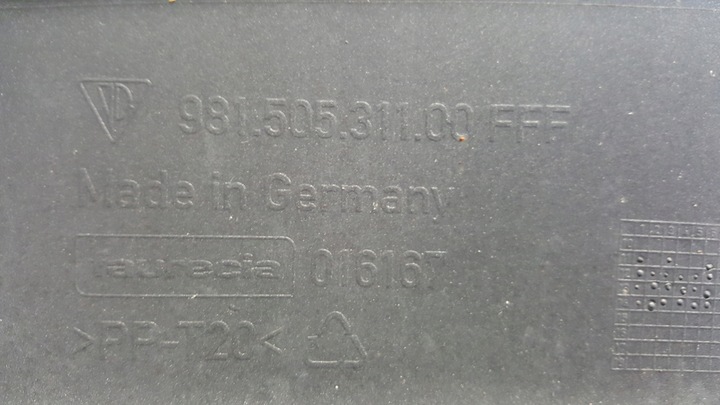 981.505.311.00 FFF
Made in Germany
faurecia 016167
>PP-T20<